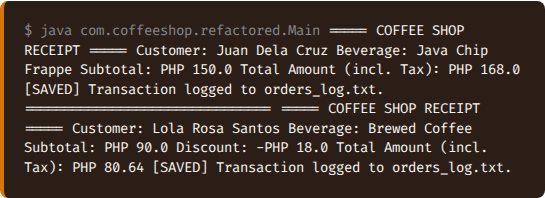 $ java com.coffeeshop.refactored.Main ===== COFFEE SHOP
RECEIPT ===== Customer: Juan Dela Cruz Beverage: Java Chip
Frappe Subtotal: PHP 150.0 Total Amount (incl. Tax): PHP 168.0
[SAVED] Transaction logged to orders_log.txt.
================================ ===== COFFEE SHOP RECEIPT
===== Customer: Lola Rosa Santos Beverage: Brewed Coffee
Subtotal: PHP 90.0 Discount: -PHP 18.0 Total Amount (incl.
Tax): PHP 80.64 [SAVED] Transaction logged to orders_log.txt.